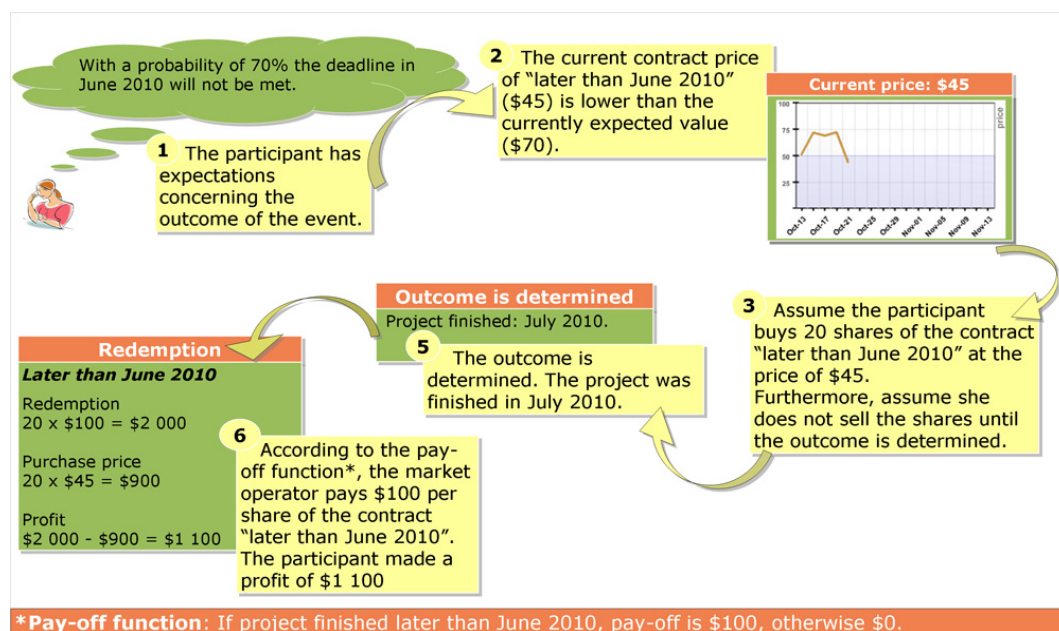 With a probability of 70% the deadline in
June 2010 will not be met.
1 The participant has
expectations
concerning the
outcome of the event.
2 The current contract price
of “later than June 2010”
($45) is lower than the
currently expected value
($70).
Current price: $45
100
75
50
25
price
Oct-13
Oct-17
Oct-21
Oct-25
Oct-29
Nov-01
Nov-05
Nov-09
Nov-13
3 Assume the participant
buys 20 shares of the contract
“later than June 2010” at the
price of $45.
Furthermore, assume she
does not sell the shares until
the outcome is determined.
Outcome is determined
Project finished: July 2010.
5 The outcome is
determined. The project was
finished in July 2010.
Redemption
Later than June 2010
Redemption
20 x $100 = $2 000
Purchase price
20 x $45 = $900
Profit
$2 000 - $900 = $1 100
6 According to the pay-
off function*, the market
operator pays $100 per
share of the contract
“later than June 2010”.
The participant made a
profit of $1 100
*Pay-off function: If project finished later than June 2010, pay-off is $100, otherwise $0.